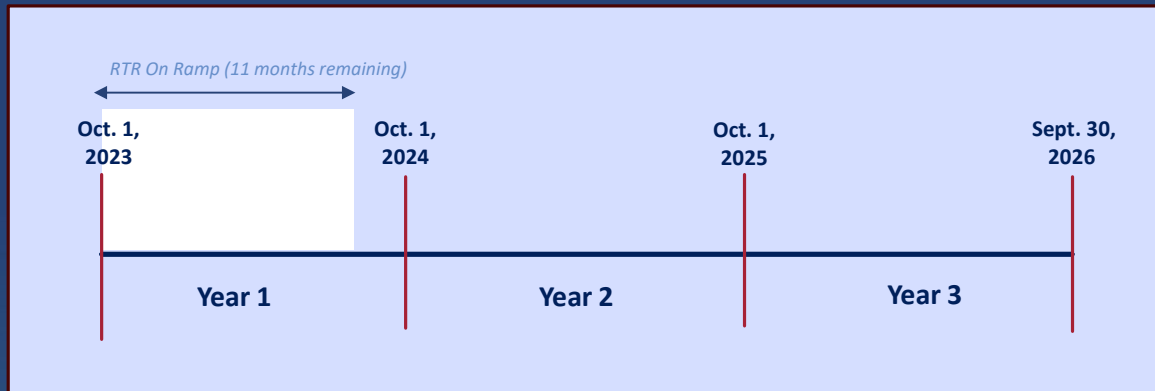 RTR On Ramp (11 months remaining)
Oct. 1,
2023
Oct. 1,
2024
Oct. 1,
2025
Sept. 30,
2026
Year 1
Year 2
Year 3